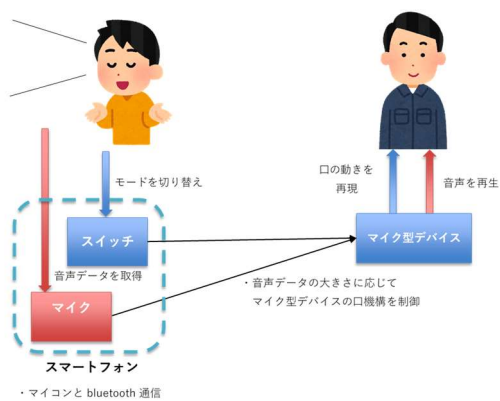 モードを切り替え
口の動きを
再現
音声を再生
スイッチ
マイク型デバイス
音声データを取得
マイク
・音声データの大きさに応じて
マイク型デバイスの口機構を制御
スマートフォン
・マイコンと bluetooth 通信